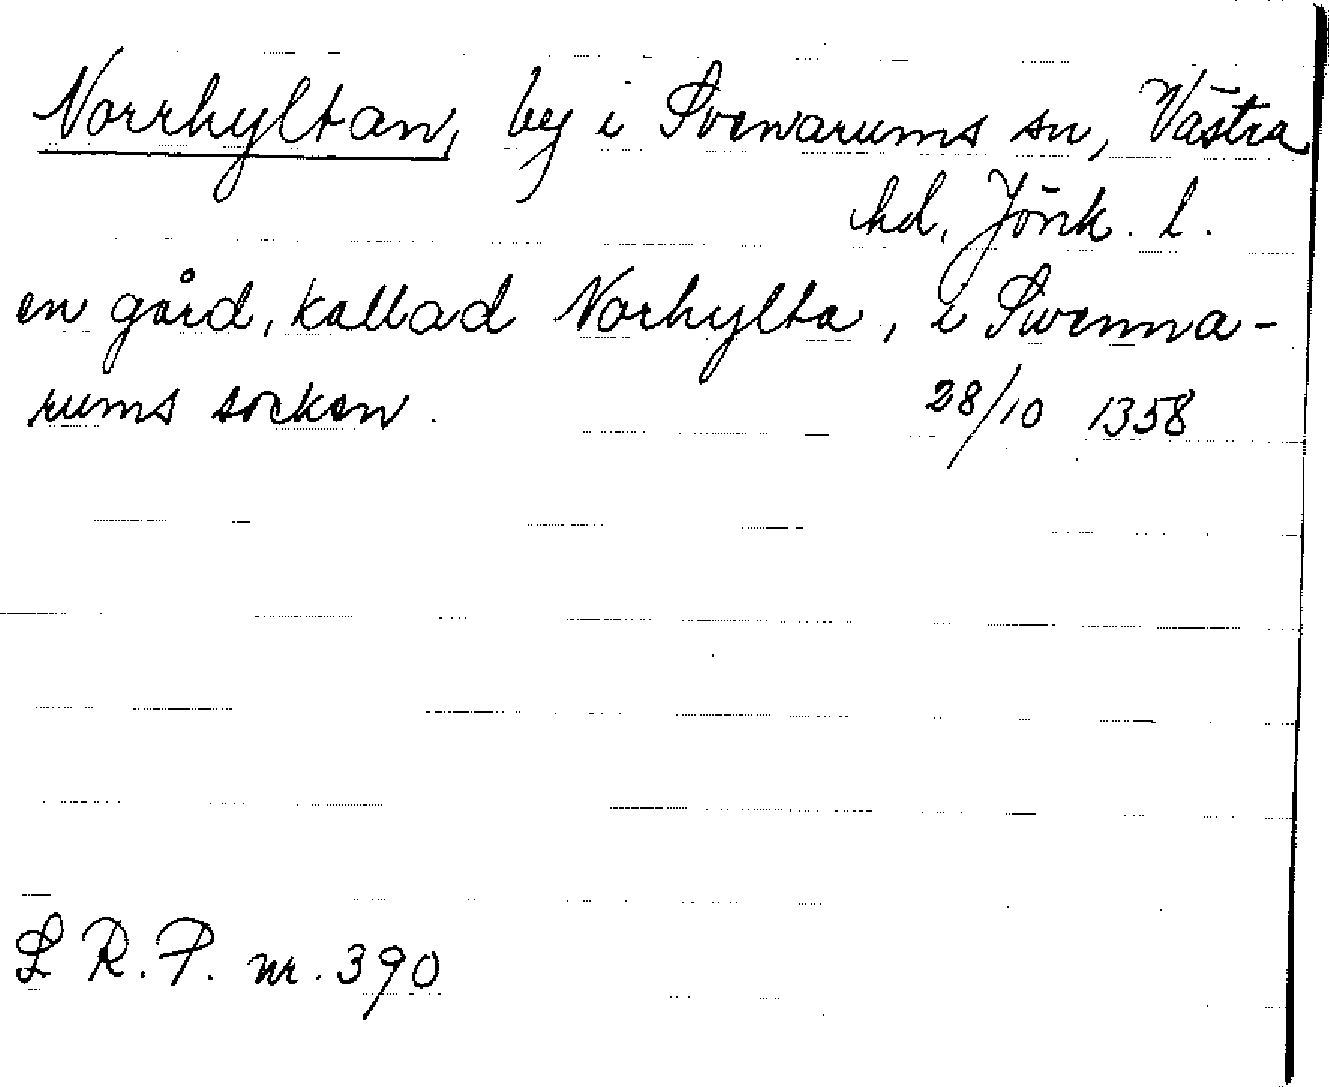 Norrhyltan, by i Svenarums sn, Västra
hd, Jönk. l.
en gård, kallad Norhylta, i Swenna-
rums socken. 28/10 1358
S R. P. nr. 390